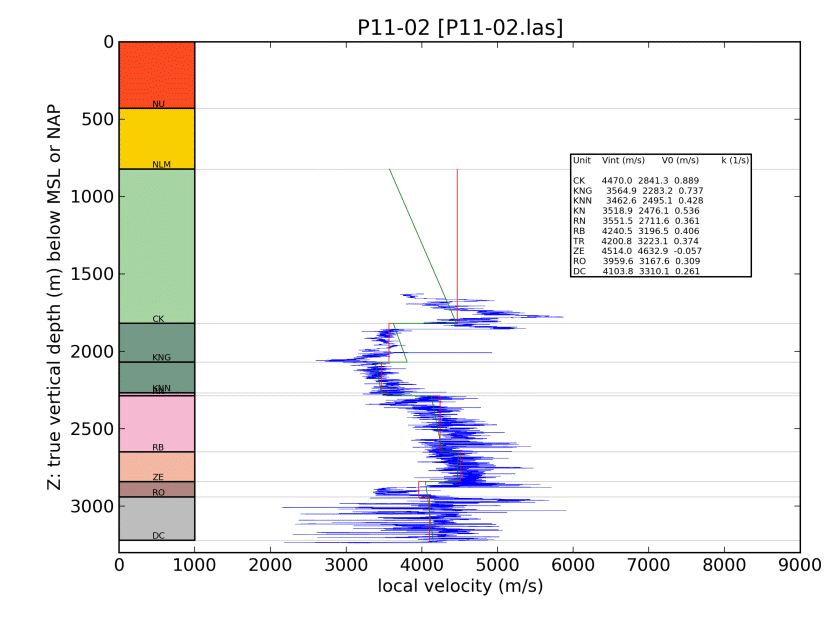 P11-02 [P11-02.las]
Z: true vertical depth (m) below MSL or NAP
0
500
1000
1500
2000
2500
3000
NU
NLM
CK
KNG
KNN
RB
ZE
RO
DC
Unit Vint (m/s) V0 (m/s) k (1/s)
CK 4470.0 2841.3 0.889
KNG 3564.9 2283.2 0.737
KNN 3462.6 2495.1 0.428
KN 3518.9 2476.1 0.536
RN 3551.5 2711.6 0.361
RB 4240.5 3196.5 0.406
TR 4200.8 3223.1 0.374
ZE 4514.0 4632.9 -0.057
RO 3959.6 3167.6 0.309
DC 4103.8 3310.1 0.261
0 1000 2000 3000 4000 5000 6000 7000 8000 9000
local velocity (m/s)